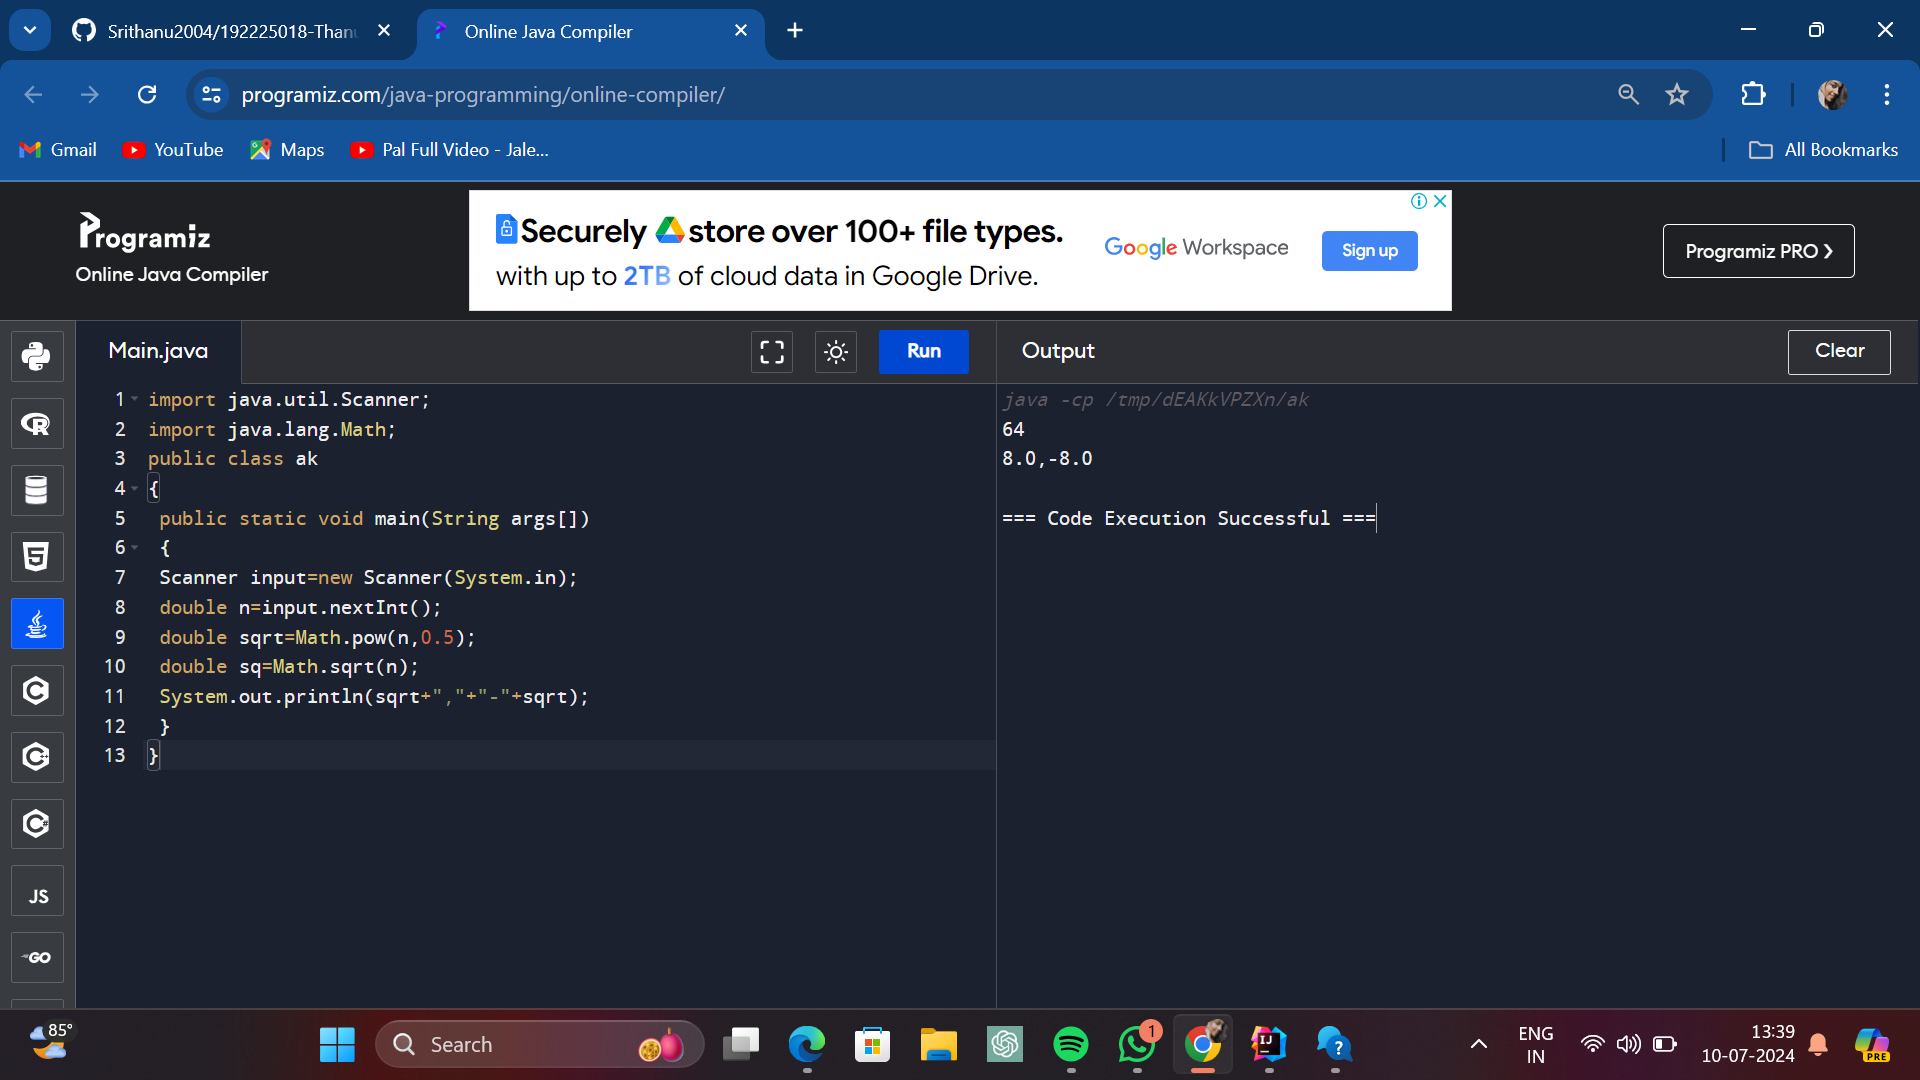 Srithanu2004/192225018-Than
Online Java Compiler
programiz.com/java-programming/online-compiler/
Gmail
YouTube
Maps
Pal Full Video - Jale...
All Bookmarks
Programiz
Online Java Compiler
Securely store over 100+ file types.
with up to 2TB of cloud data in Google Drive.
Google Workspace
Sign up
Programiz PRO ❯
Main.java
Run
Output
Clear
1 import java.util.Scanner;
2 import java.lang.Math;
3 public class ak
4 {
5 public static void main(String args[])
6 {
7 Scanner input=new Scanner(System.in);
8 double n=input.nextInt();
9 double sqrt=Math.pow(n,0.5);
10 double sq=Math.sqrt(n);
11 System.out.println(sqrt+","+"-"+sqrt);
12 }
13 }
java -cp /tmp/dEAKkVPZXn/ak
64
8.0,-8.0
=== Code Execution Successful ===
R
5
C
C++
C#
JS
GO
85°
Search
1
IJ
?
ENG
IN
13:39
10-07-2024
PRE